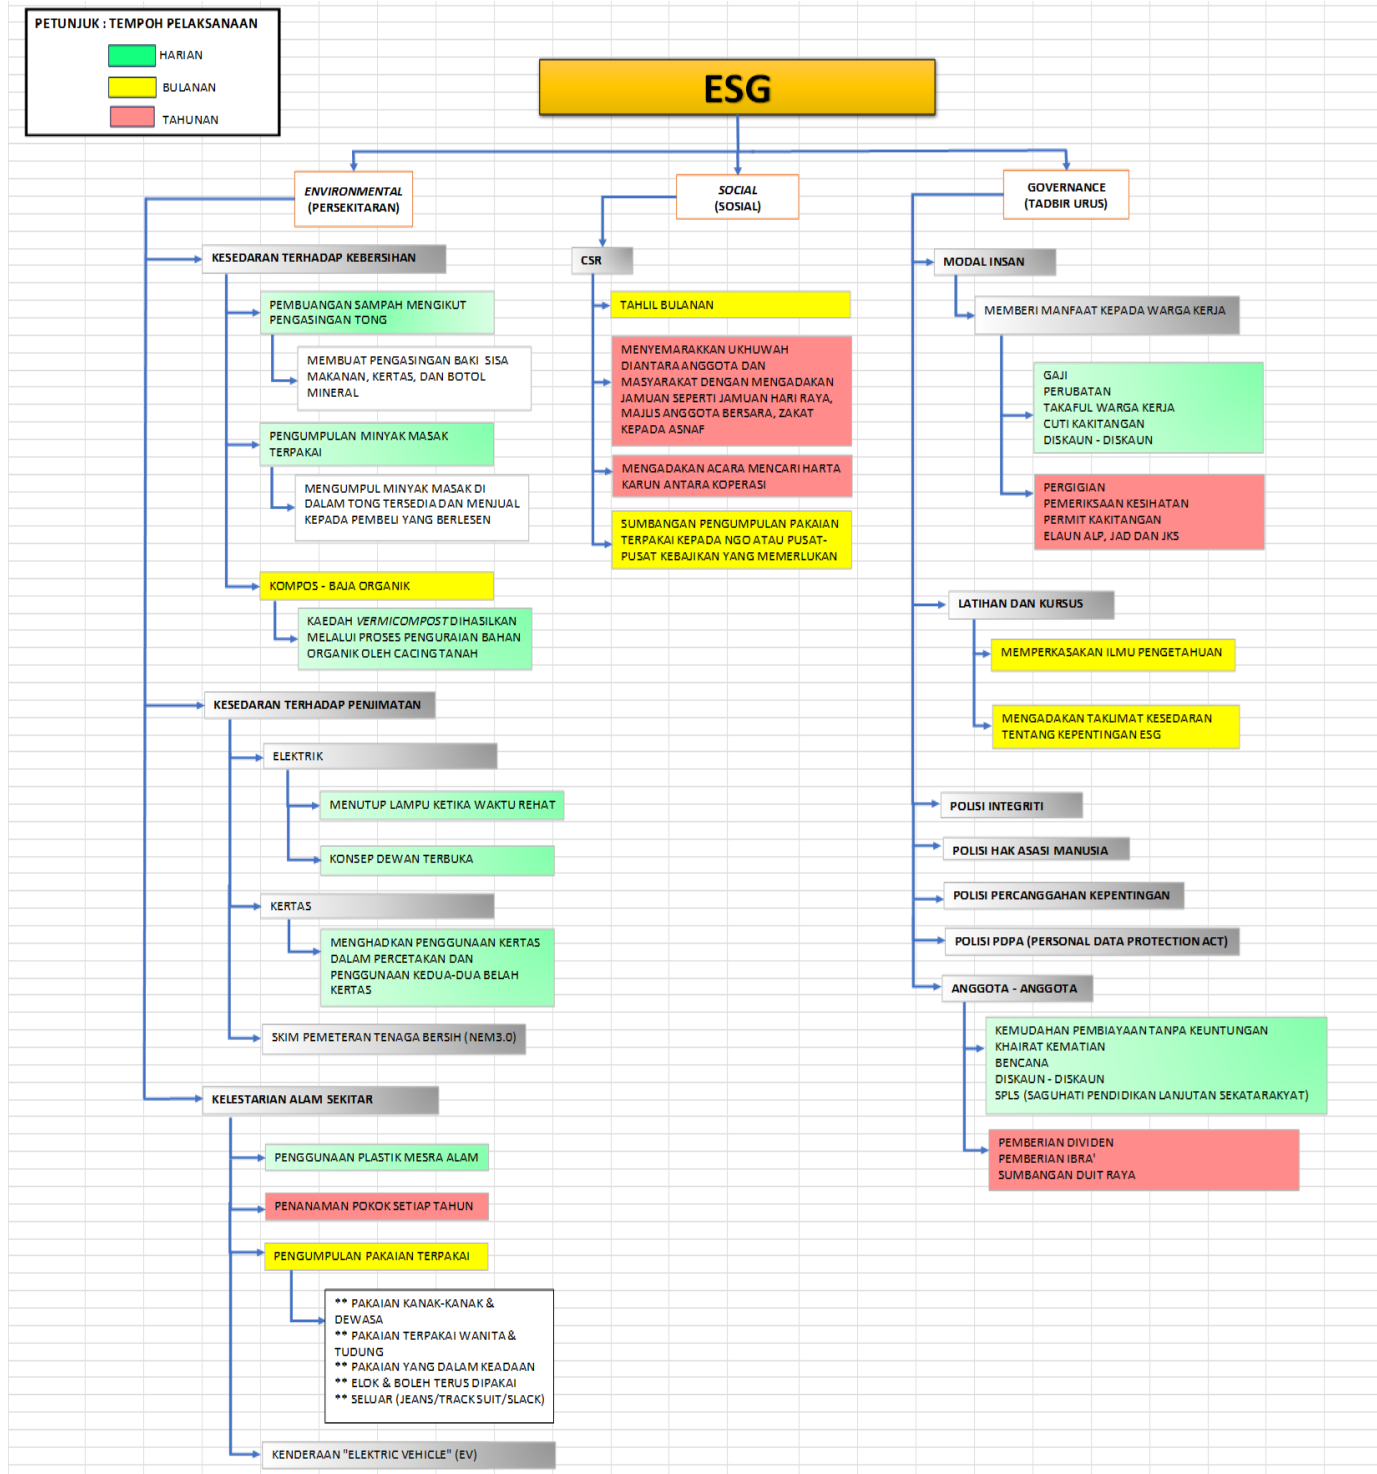 PETUNJUK : TEMPOH PELAKSANAAN
HARIAN
BULANAN
TAHUNAN
ESG
ENVIRONMENTAL
(PERSEKITARAN)
KESEDARAN TERHADAP KEBERSIHAN
PEMBUANGAN SAMPAH MENGIKUT
PENGASINGAN TONG
MEMBUAT PENGASINGAN BAKI SISA
MAKANAN, KERTAS, DAN BOTOL
MINERAL
PENGUMPULAN MINYAK MASAK
TERPAKAI
MENGUMPUL MINYAK MASAK DI
DALAM TONG TERSEDIA DAN MENJUAL
KEPADA PEMBELI YANG BERLESEN
KOMPOS - BAJA ORGANIK
KAEDAH VERMICOMPOST DIHASILKAN
MELALUI PROSES PENGURAIAN BAHAN
ORGANIK OLEH CACING TANAH
KESEDARAN TERHADAP PENJIMATAN
ELEKTRIK
MENUTUP LAMPU KETIKA WAKTU REHAT
KONSEP DEWAN TERBUKA
KERTAS
MENGHADKAN PENGGUNAAN KERTAS
DALAM PERCETAKAN DAN
PENGGUNAAN KEDUA-DUA BELAH
KERTAS
SKIM PEMETERAN TENAGA BERSIH (NEM3.0)
KELESTARIAN ALAM SEKITAR
PENGGUNAAN PLASTIK MESRA ALAM
PENANAMAN POKOK SETIAP TAHUN
PENGUMPULAN PAKAIAN TERPAKAI
** PAKAIAN KANAK-KANAK &
DEWASA
** PAKAIAN TERPAKAI WANITA &
TUDUNG
** PAKAIAN YANG DALAM KEADAAN
** ELOK & BOLEH TERUS DIPAKAI
** SELUAR (JEANS/TRACK SUIT/SLACK)
KENDERAAN "ELEKTRIC VEHICLE" (EV)
SOCIAL
(SOSIAL)
CSR
TAHLIL BULANAN
MENYEMARAKKAN UKHUWAH
DIANTARA ANGGOTA DAN
MASYARAKAT DENGAN MENGADAKAN
JAMUAN SEPERTI JAMUAN HARI RAYA,
MAJLIS ANGGOTA BERSARA, ZAKAT
KEPADA ASNAF
MENGADAKAN ACARA MENCARI HARTA
KARUN ANTARA KOPERASI
SUMBANGAN PENGUMPULAN PAKAIAN
TERPAKAI KEPADA NGO ATAU PUSAT-
PUSAT KEBAJIKAN YANG MEMERLUKAN
GOVERNANCE
(TADBIR URUS)
MODAL INSAN
MEMBERI MANFAAT KEPADA WARGA KERJA
GAJI
PERUBATAN
TAKAFUL WARGA KERJA
CUTI KAKITANGAN
DISKAUN - DISKAUN
PERGIGIAN
PEMERIKSAAN KESIHATAN
PERMIT KAKITANGAN
ELAUN ALP, JAD DAN JKS
LATIHAN DAN KURSUS
MEMPERKASAKAN ILMU PENGETAHUAN
MENGADAKAN TAKLIMAT KESEDARAN
TENTANG KEPENTINGAN ESG
POLISI INTEGRITI
POLISI HAK ASASI MANUSIA
POLISI PERCANGGAHAN KEPENTINGAN
POLISI PDPA (PERSONAL DATA PROTECTION ACT)
ANGGOTA - ANGGOTA
KEMUDAHAN PEMBIAYAAN TANPA KEUNTUNGAN
KHAIRAT KEMATIAN
BENCANA
DISKAUN - DISKAUN
SPLS (SAGUHATI PENDIDIKAN LANJUTAN SEKATARAKYAT)
PEMBERIAN DIVIDEN
PEMBERIAN IBRA'
SUMBANGAN DUIT RAYA